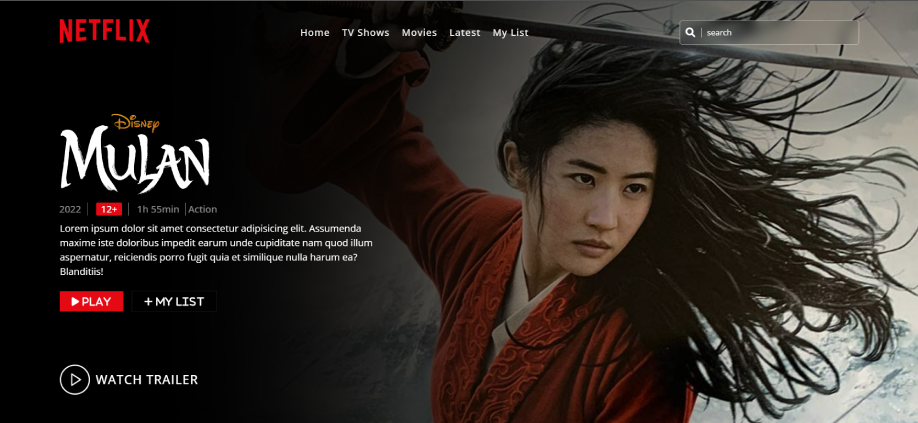 NETFLIX
Home TV Shows Movies Latest My List
search
Disney
MULAN
2022 | 12+ | 1h 55min | Action
Lorem ipsum dolor sit amet consectetur adipisicing elit. Assumenda
maxime iste doloribus impedit earum unde cupiditate nam quod illum
aspernatur, reiciendis porro fugit quia et similique nulla harum ea?
Blanditiis!
PLAY + MY LIST
WATCH TRAILER